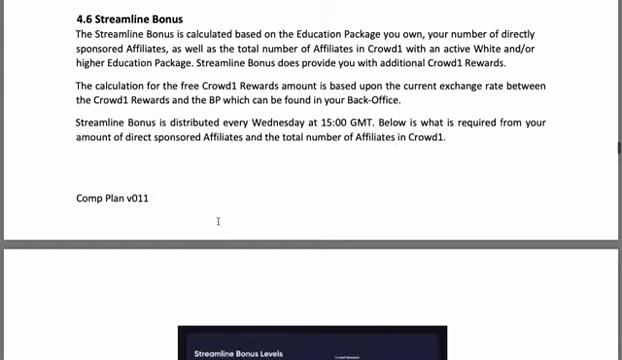 4.6 Streamline Bonus
The Streamline Bonus is calculated based on the Education Package you own, your number of directly
sponsored Affiliates, as well as the total number of Affiliates in Crowd1 with an active White and/or
higher Education Package. Streamline Bonus does provide you with additional Crowd1 Rewards.
The calculation for the free Crowd1 Rewards amount is based upon the current exchange rate between
the Crowd1 Rewards and the BP which can be found in your Back-Office.
Streamline Bonus is distributed every Wednesday at 15:00 GMT. Below is what is required from your
amount of direct sponsored Affiliates and the total number of Affiliates in Crowd1.
Comp Plan v011
Streamline Bonus Levels